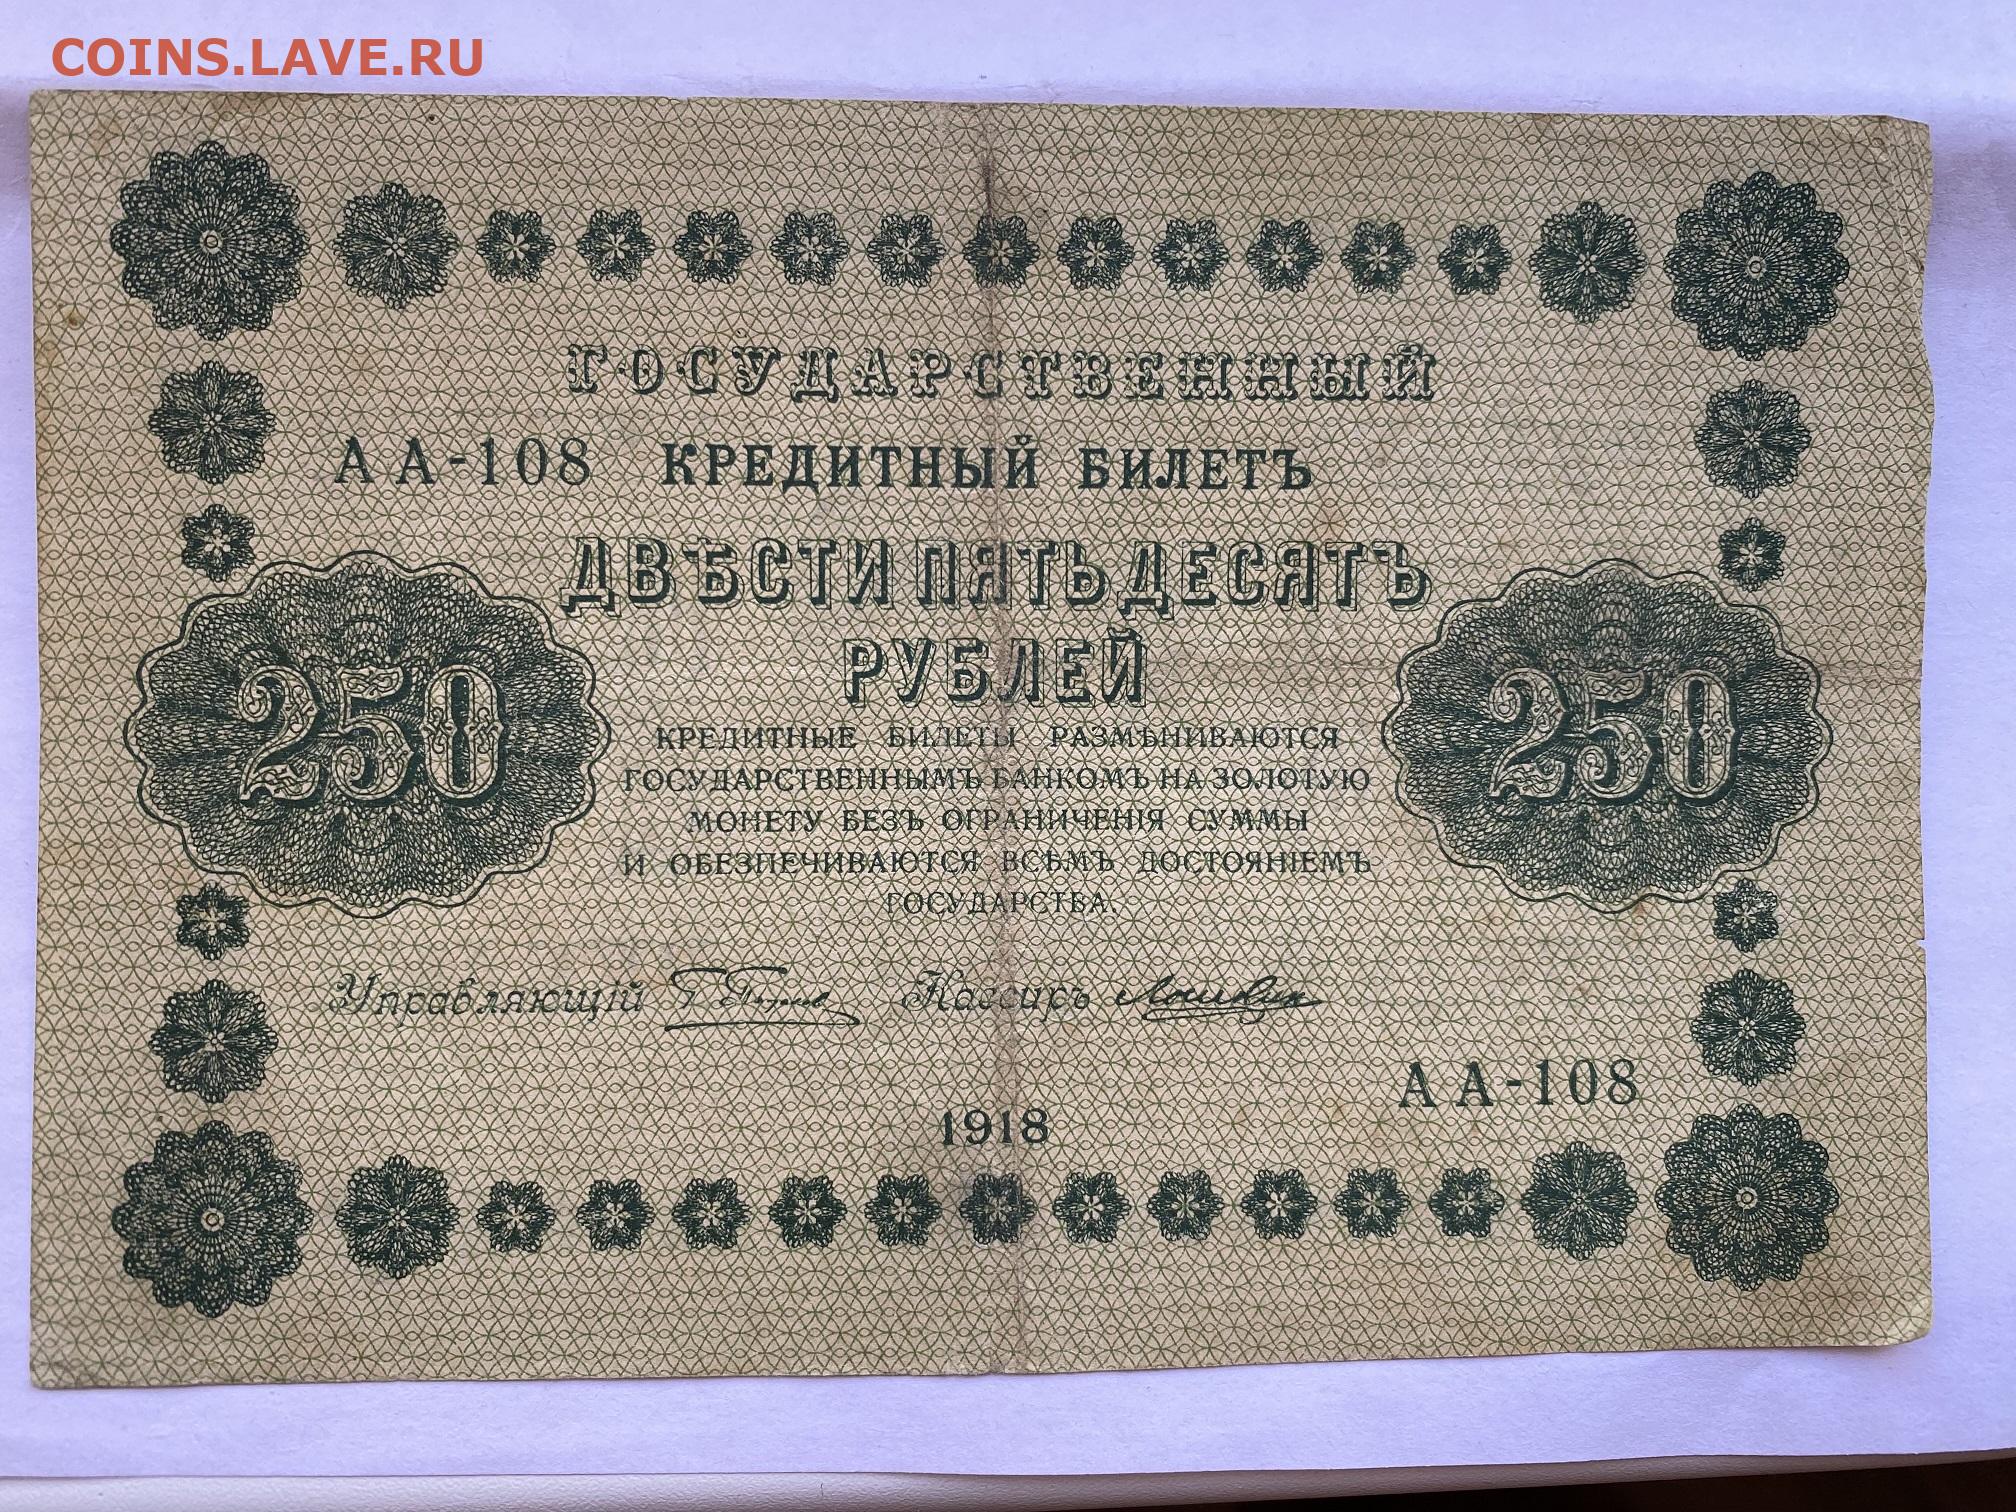 COINS.LAVE.RU
ГОСУДАРСТВЕННЫЙ
АА-108 КРЕДИТНЫЙ БИЛЕТЪ
ДВѢСТИ ПЯТЬДЕСЯТЪ
РУБЛЕЙ
250 250
КРЕДИТНЫЕ БИЛЕТЫ РАЗМѢНИВАЮТСЯ
ГОСУДАРСТВЕННЫМЪ БАНКОМЪ НА ЗОЛОТУЮ
МОНЕТУ БЕЗЪ ОГРАНИЧЕНІЯ СУММЫ
И ОБЕЗПЕЧИВАЮТСЯ ВСѢМЪ ДОСТОЯНІЕМЪ
ГОСУДАРСТВА.
Управляющій Кассиръ
АА-108
1918